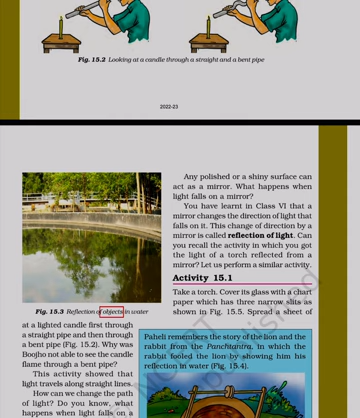 Fig. 15.2 Looking at a candle through a straight and a bent pipe
2022-23
Fig. 15.3 Reflection of objects in water
at a lighted candle first through
a straight pipe and then through
a bent pipe (Fig. 15.2). Why was
Boojho not able to see the candle
flame through a bent pipe?
This activity showed that
light travels along straight lines.
How can we change the path
of light? Do you know, what
happens when light falls on a
Any polished or a shiny surface can
act as a mirror. What happens when
light falls on a mirror?
You have learnt in Class VI that a
mirror changes the direction of light that
falls on it. This change of direction by a
mirror is called reflection of light. Can
you recall the activity in which you got
the light of a torch reflected from a
mirror? Let us perform a similar activity.
Activity 15.1
Take a torch. Cover its glass with a chart
paper which has three narrow slits as
shown in Fig. 15.5. Spread a sheet of
Paheli remembers the story of the lion and the
rabbit from the Panchtantra, in which the
rabbit fooled the lion by showing him his
reflection in water (Fig. 15.4).